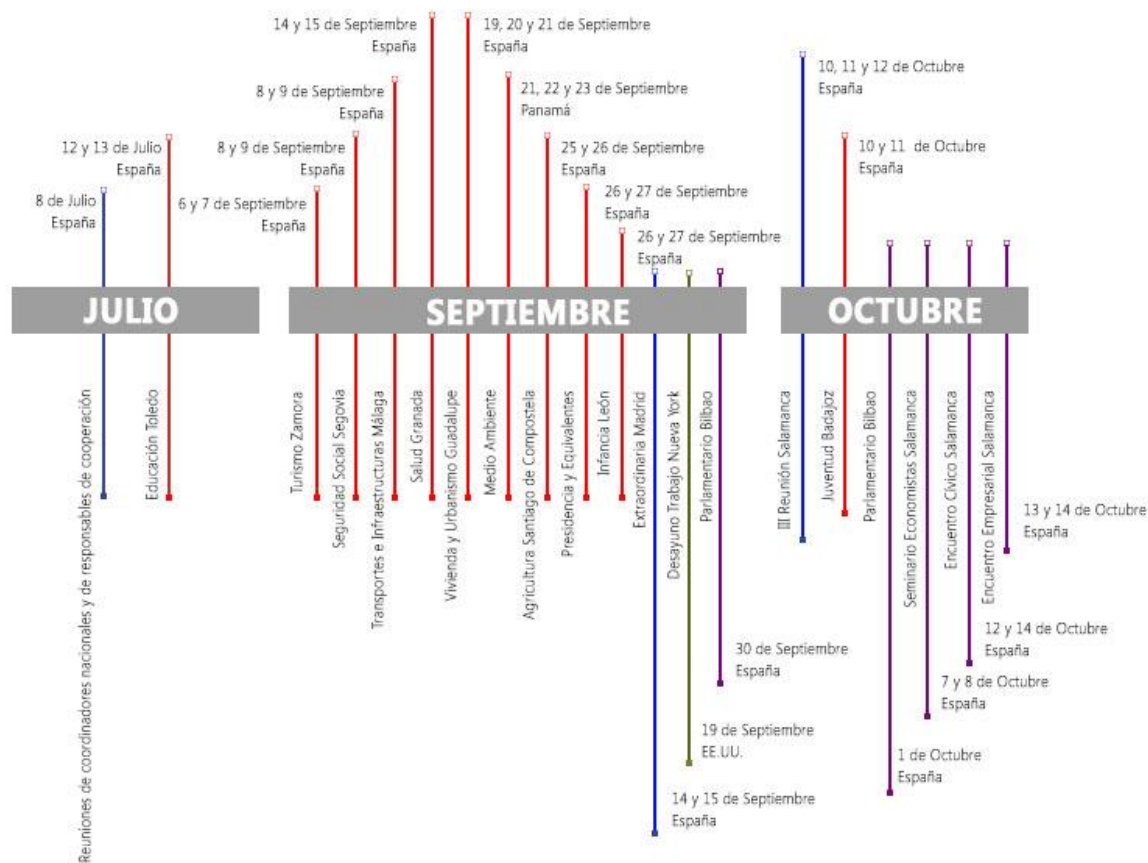 14 y 15 de Septiembre
España
19, 20 y 21 de Septiembre
España
8 y 9 de Septiembre
España
21, 22 y 23 de Septiembre
Panamá
10, 11 y 12 de Octubre
España
12 y 13 de Julio
España
8 y 9 de Septiembre
España
25 y 26 de Septiembre
España
10 y 11 de Octubre
España
8 de Julio
España
6 y 7 de Septiembre
España
26 y 27 de Septiembre
España
26 y 27 de Septiembre
España
JULIO
SEPTIEMBRE
OCTUBRE
Reuniones de coordinadores nacionales y de responsables de cooperación
Educación Toledo
Turismo Zamora
Seguridad Social Segovia
Transportes e Infraestructuras Málaga
Salud Granada
Vivienda y Urbanismo Guadalupe
Medio Ambiente
Agricultura Santiago de Compostela
Presidencia y Equivalentes
Infancia León
Extraordinaria Madrid
Desayuno Trabajo Nueva York
Parlamentario Bilbao
III Reunión Salamanca
Juventud Badajoz
Parlamentario Bilbao
Seminario Economistas Salamanca
Encuentro Cívico Salamanca
Encuentro Empresarial Salamanca
13 y 14 de Octubre
España
12 y 14 de Octubre
España
30 de Septiembre
España
7 y 8 de Octubre
España
19 de Septiembre
EE.UU.
1 de Octubre
España
14 y 15 de Septiembre
España